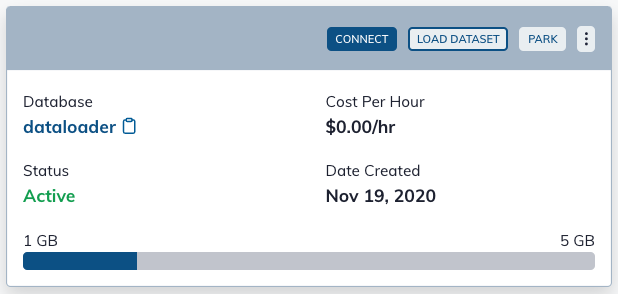 CONNECT LOAD DATASET PARK
Database
dataloader
Cost Per Hour
$0.00/hr
Status
Active
Date Created
Nov 19, 2020
1 GB 5 GB